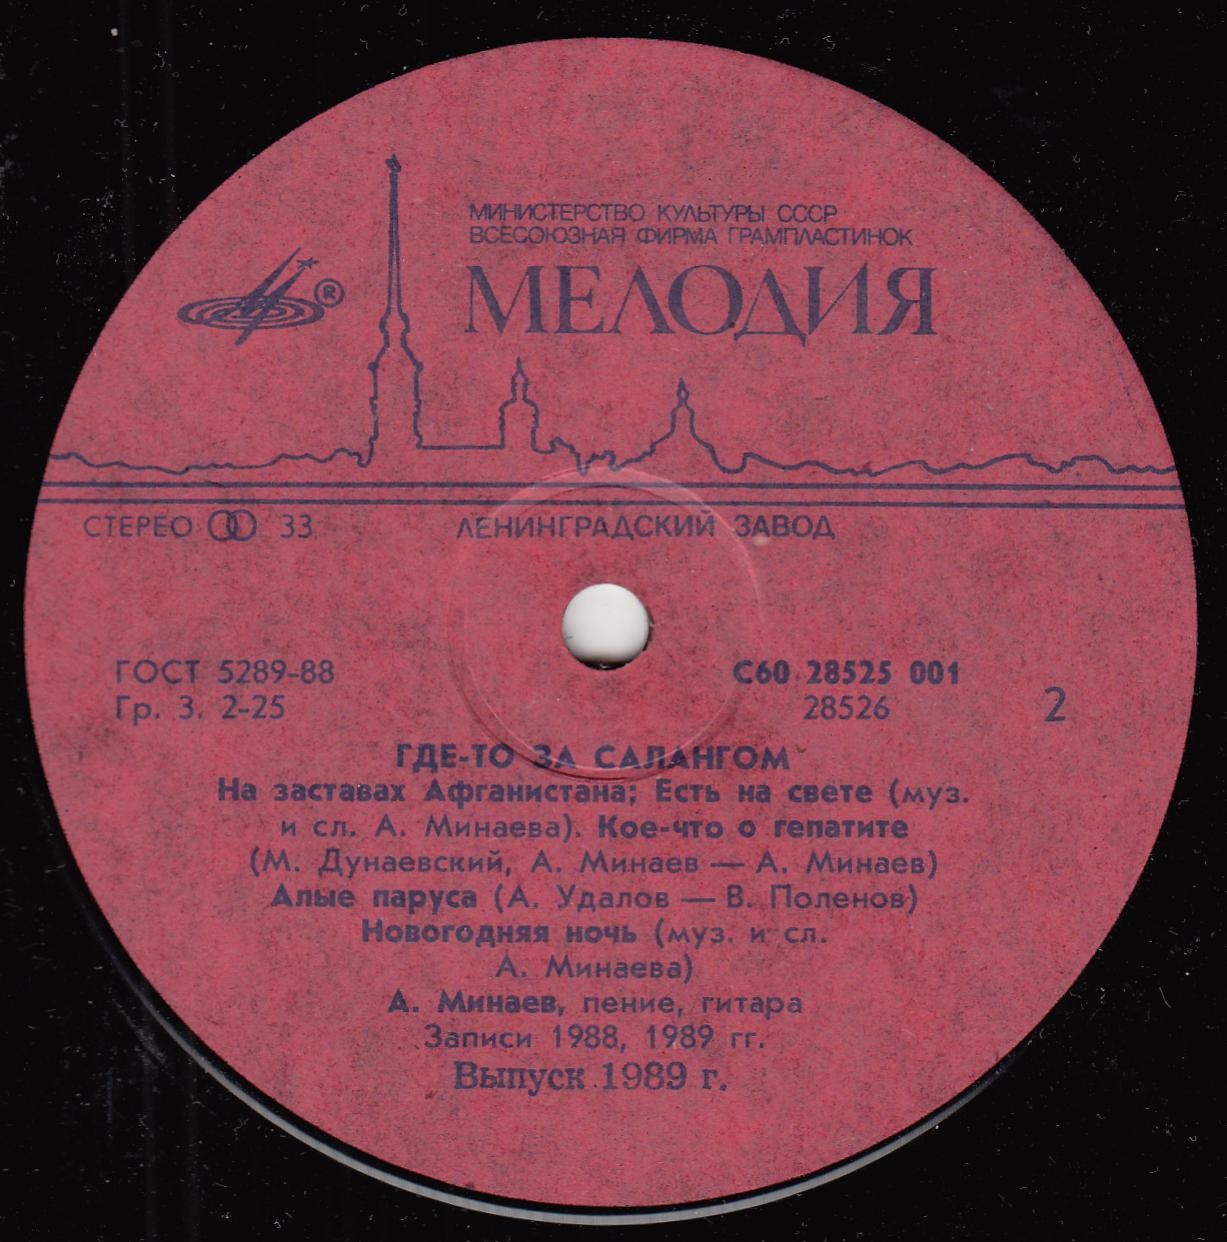 МИНИСТЕРСТВО КУЛЬТУРЫ СССР
ВСЕСОЮЗНАЯ ФИРМА ГРАМПЛАСТИНОК
МЕЛОДИЯ
®
СТЕРЕО 33
ЛЕНИНГРАДСКИЙ ЗАВОД
ГОСТ 5289-88
Гр. 3. 2-25
С60 28525 001
28526
2
ГДЕ-ТО ЗА САЛАНГОМ
На заставах Афганистана; Есть на свете (муз.
и сл. А. Минаева). Кое-что о гепатите
(М. Дунаевский, А. Минаев — А. Минаев)
Алые паруса (А. Удалов — В. Поленов)
Новогодняя ночь (муз. и сл.
А. Минаева)
А. Минаев, пение, гитара
Записи 1988, 1989 гг.
Выпуск 1989 г.